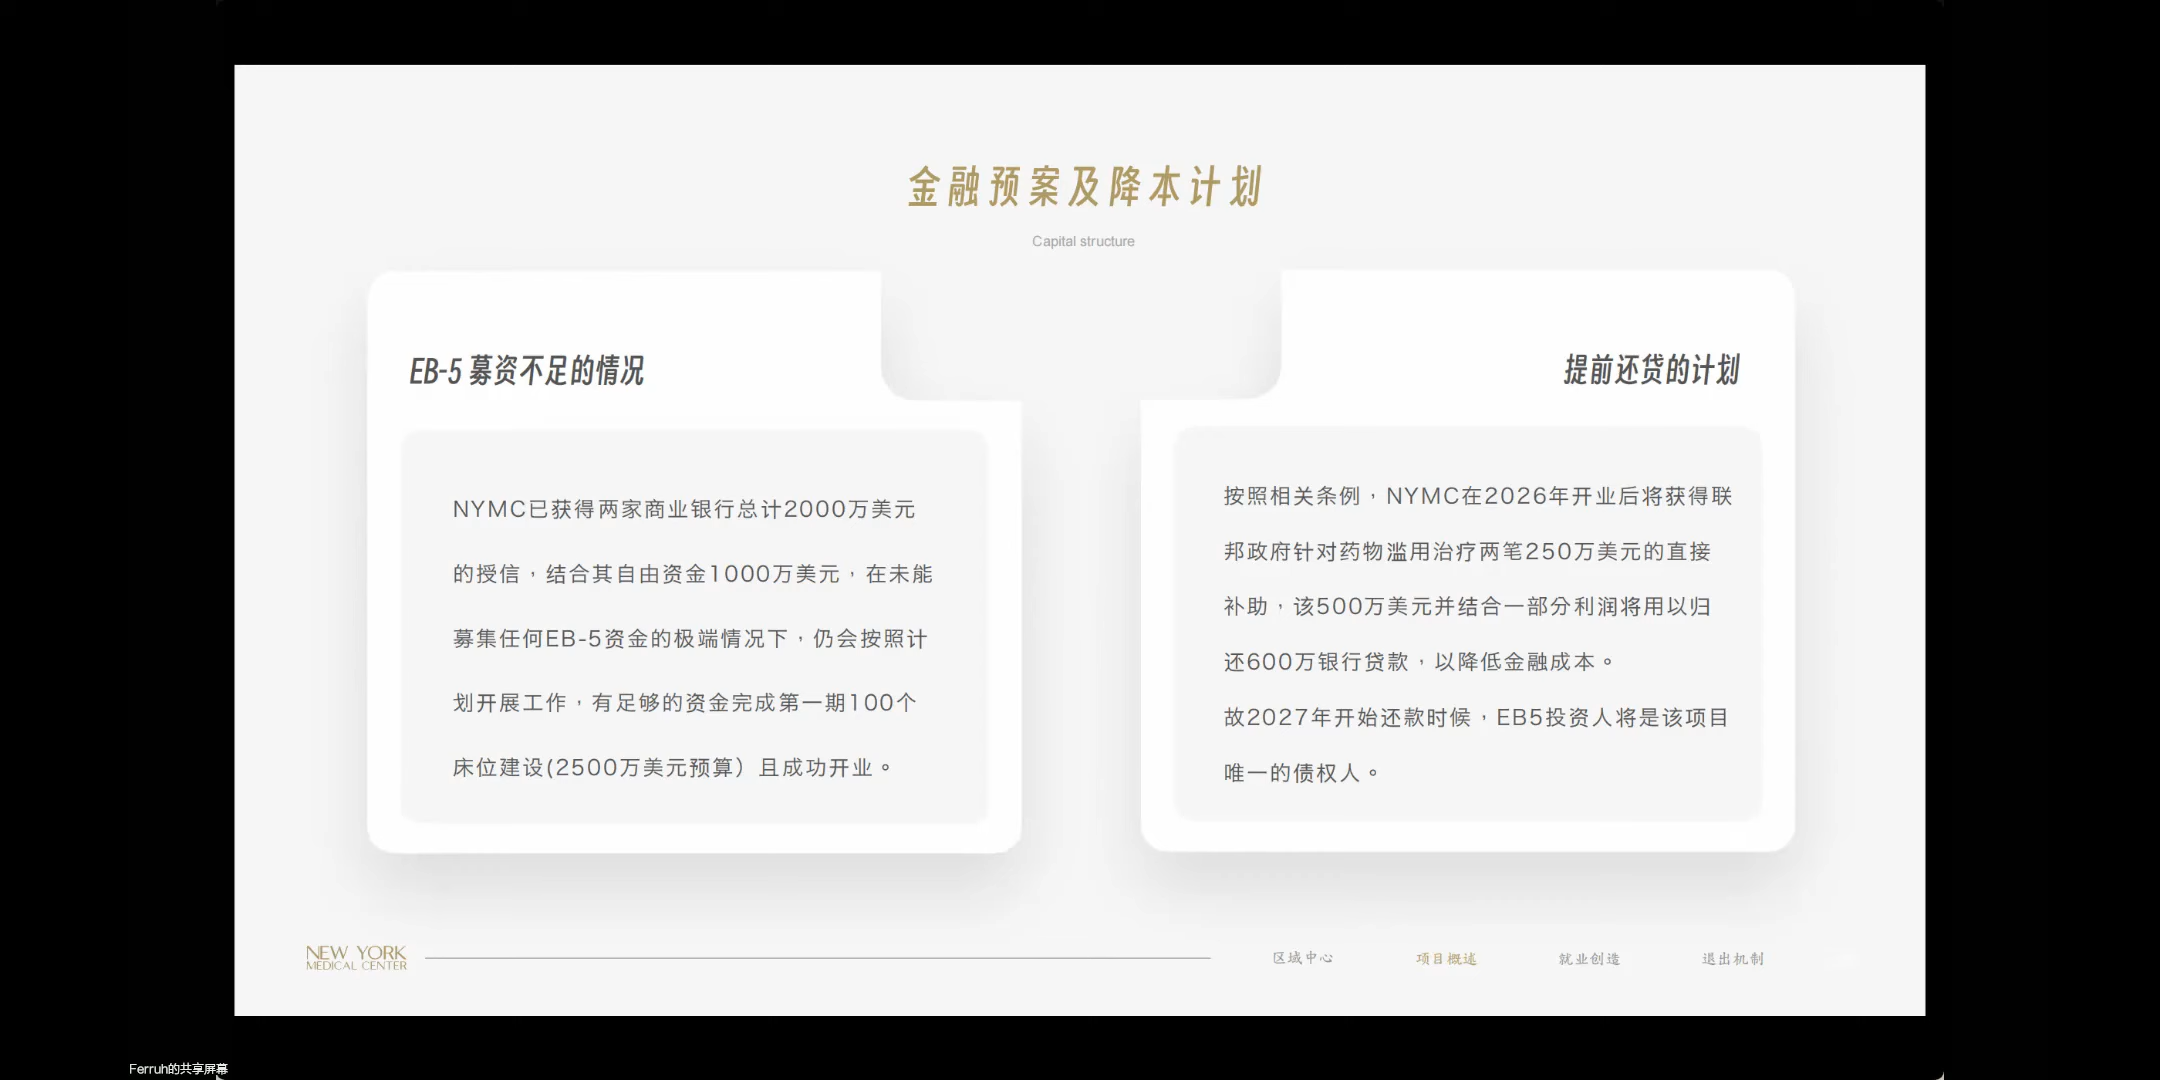 金融预案及降本计划
Capital structure
EB-5 募资不足的情况
NYMC已获得两家商业银行总计2000万美元
的授信，结合其自由资金1000万美元，在未能
募集任何EB-5资金的极端情况下，仍会按照计
划开展工作，有足够的资金完成第一期100个
床位建设(2500万美元预算）且成功开业。
提前还贷的计划
按照相关条例，NYMC在2026年开业后将获得联
邦政府针对药物滥用治疗两笔250万美元的直接
补助，该500万美元并结合一部分利润将用以归
还600万银行贷款，以降低金融成本。
故2027年开始还款时候，EB5投资人将是该项目
唯一的债权人。
NEW YORK
MEDICAL CENTER
区域中心
项目概述
就业创造
退出机制
Ferruh的共享屏幕